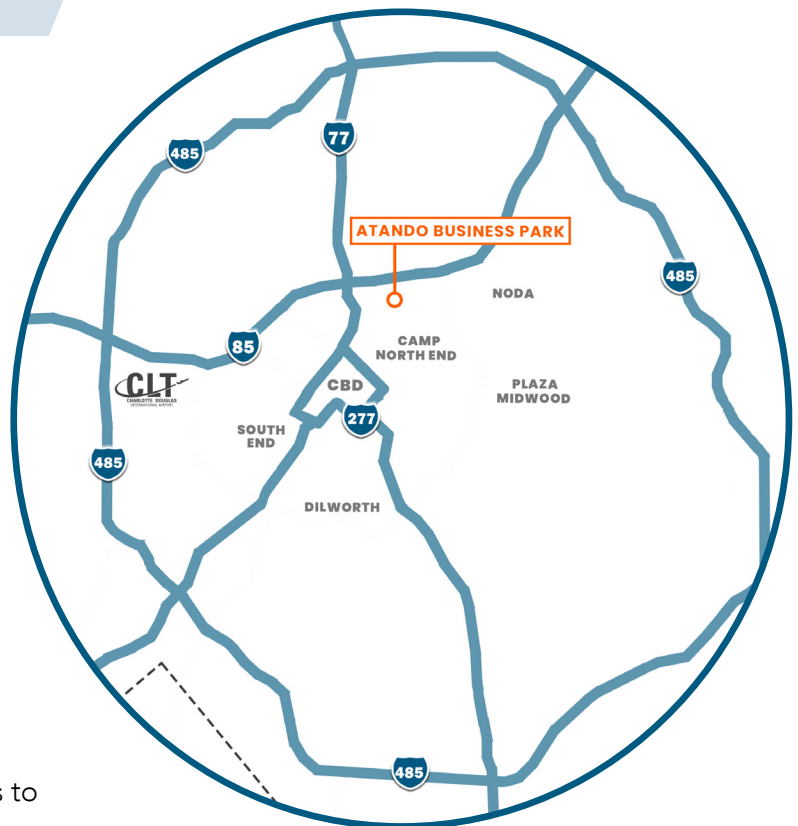 77
485
ATANDO BUSINESS PARK
485
NODA
85
CAMP
NORTH END
CLT
CHARLOTTE DOUGLAS
INTERNATIONAL AIRPORT
CBD
PLAZA
MIDWOOD
277
SOUTH
END
485
DILWORTH
485
s to